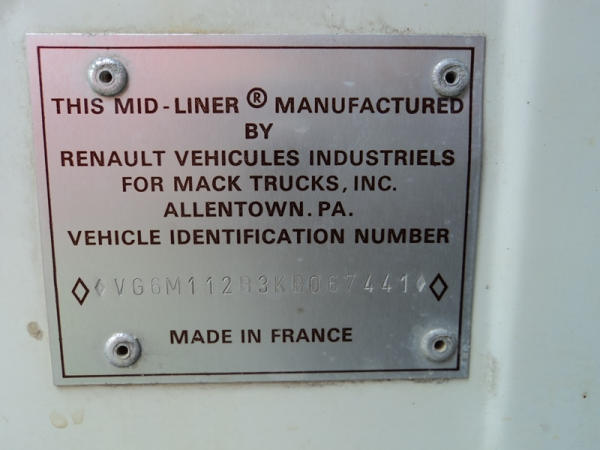 THIS MID-LINER® MANUFACTURED
BY
RENAULT VEHICULES INDUSTRIELS
FOR MACK TRUCKS, INC.
ALLENTOWN. PA.
VEHICLE IDENTIFICATION NUMBER
VG6M112B3KB067441
MADE IN FRANCE